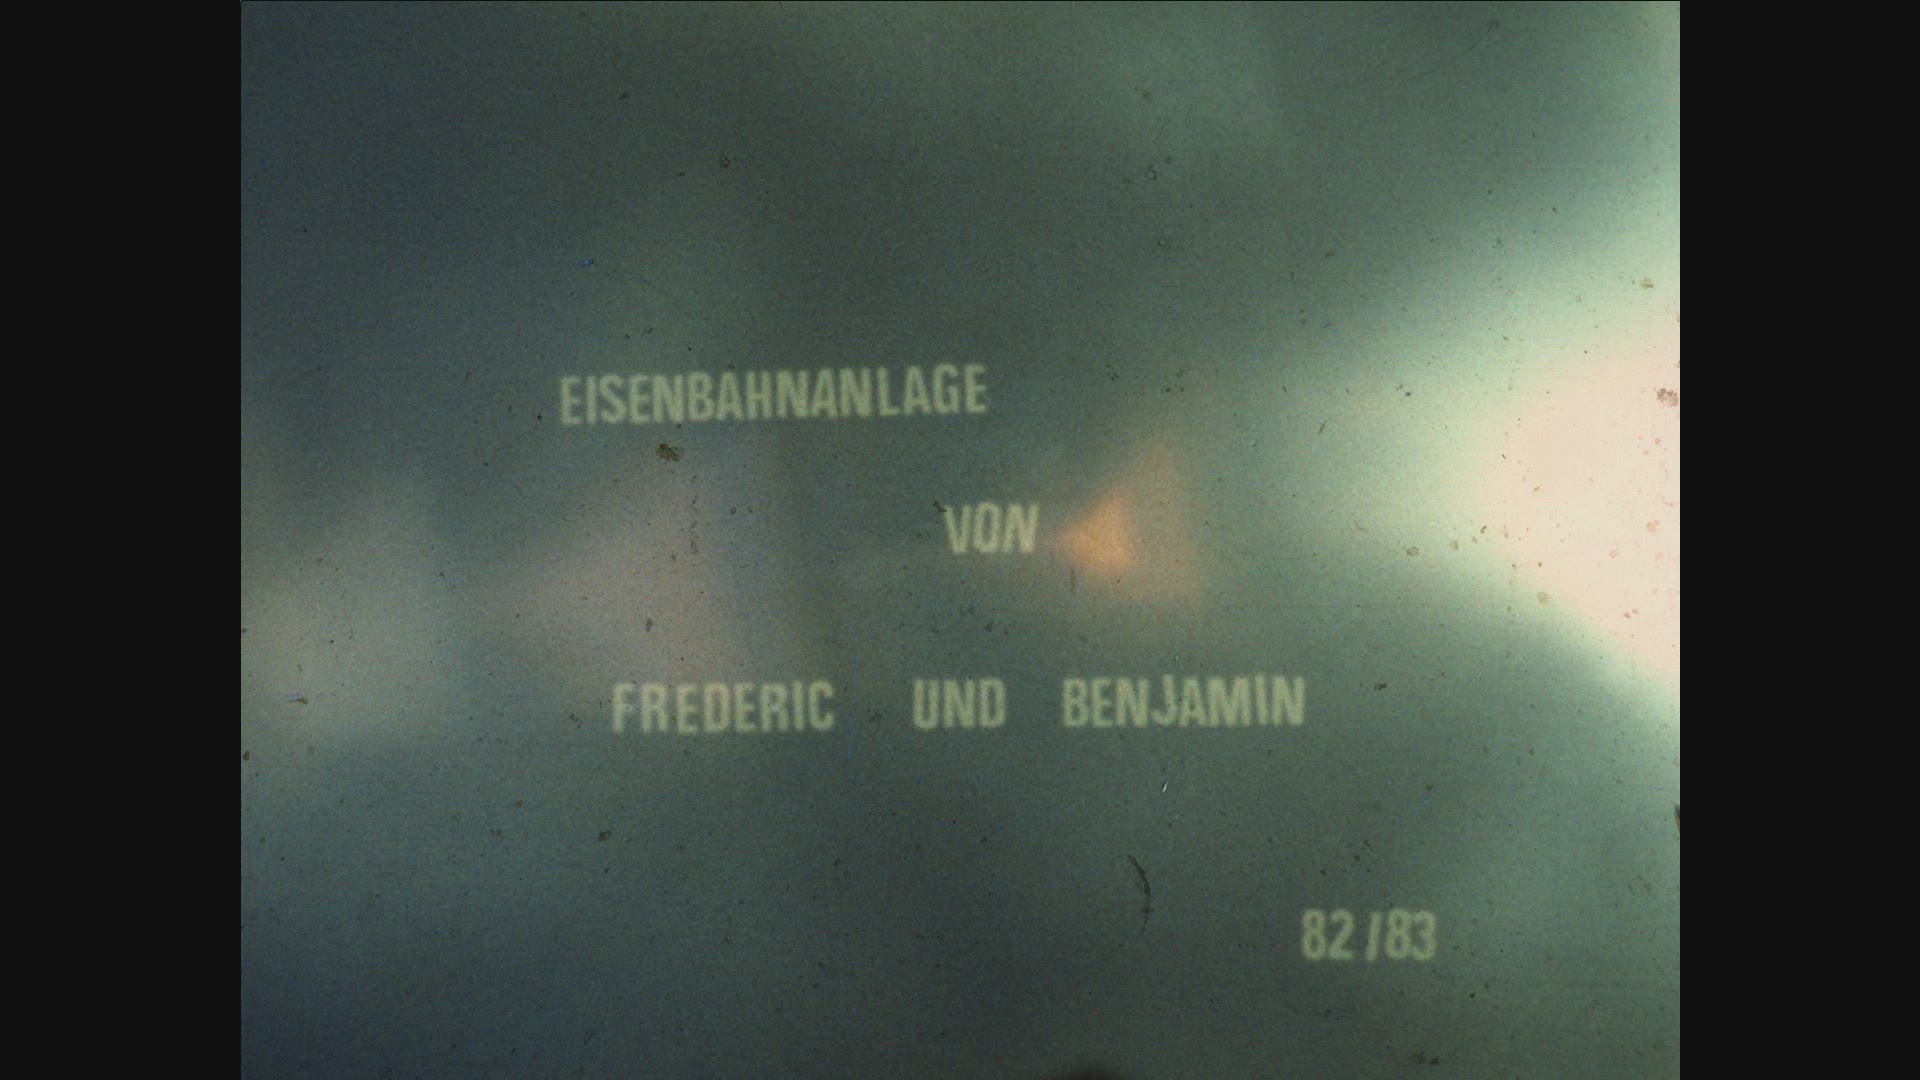 EISENBAHNANLAGE
VON
FREDERIC UND BENJAMIN
82/83